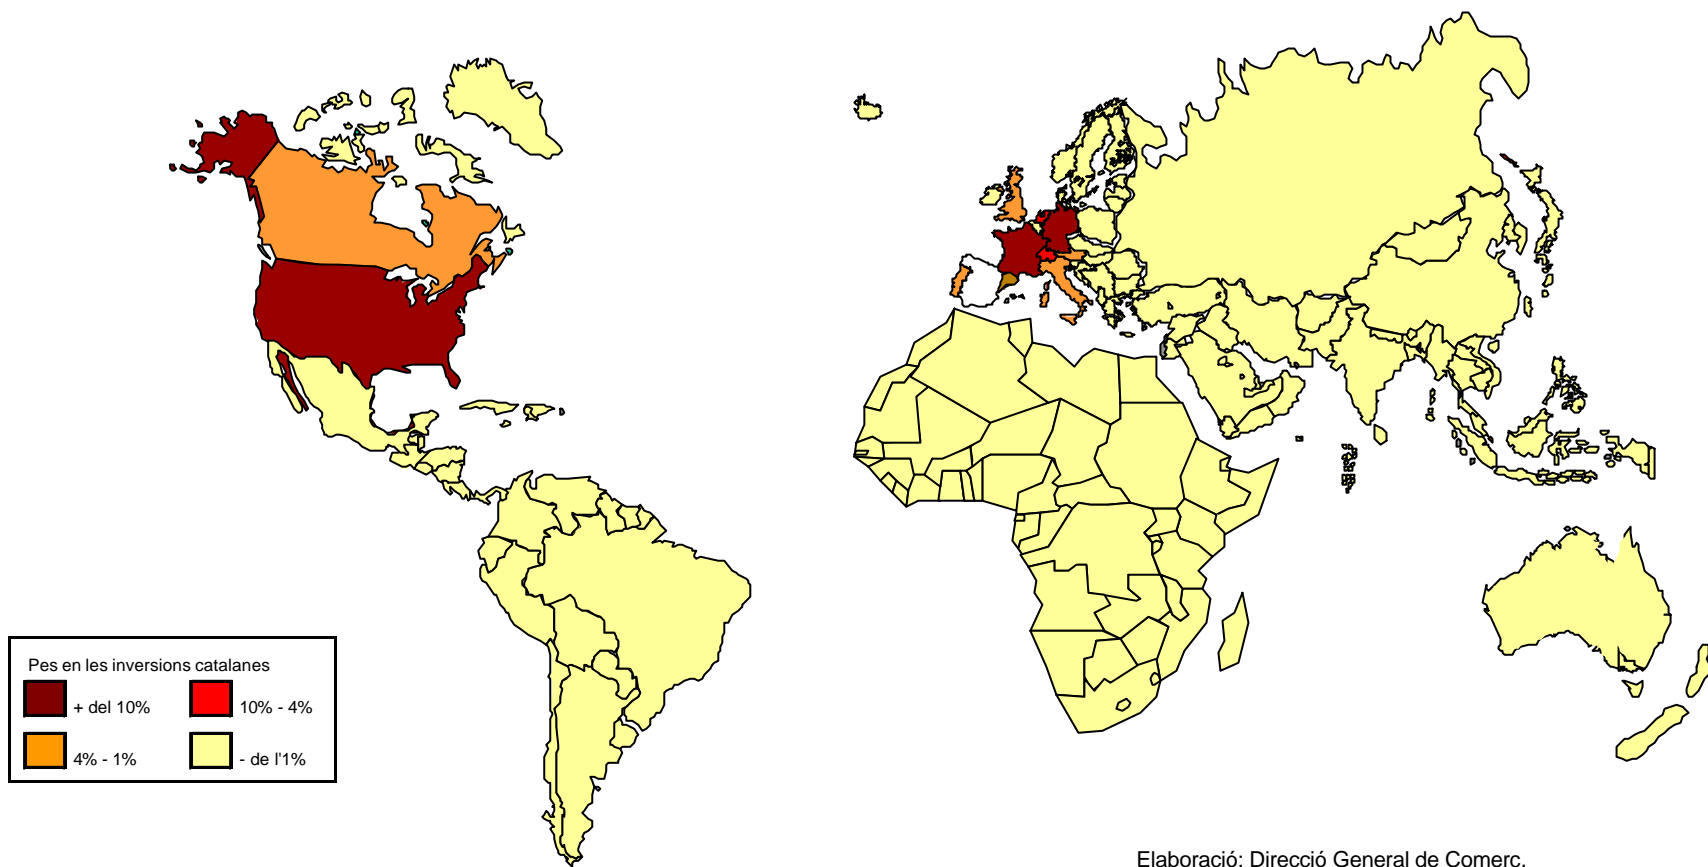 Pes en les inversions catalanes
+ del 10%
10% - 4%
4% - 1%
- de l'1%
Elaboració: Direcció General de Comerç.